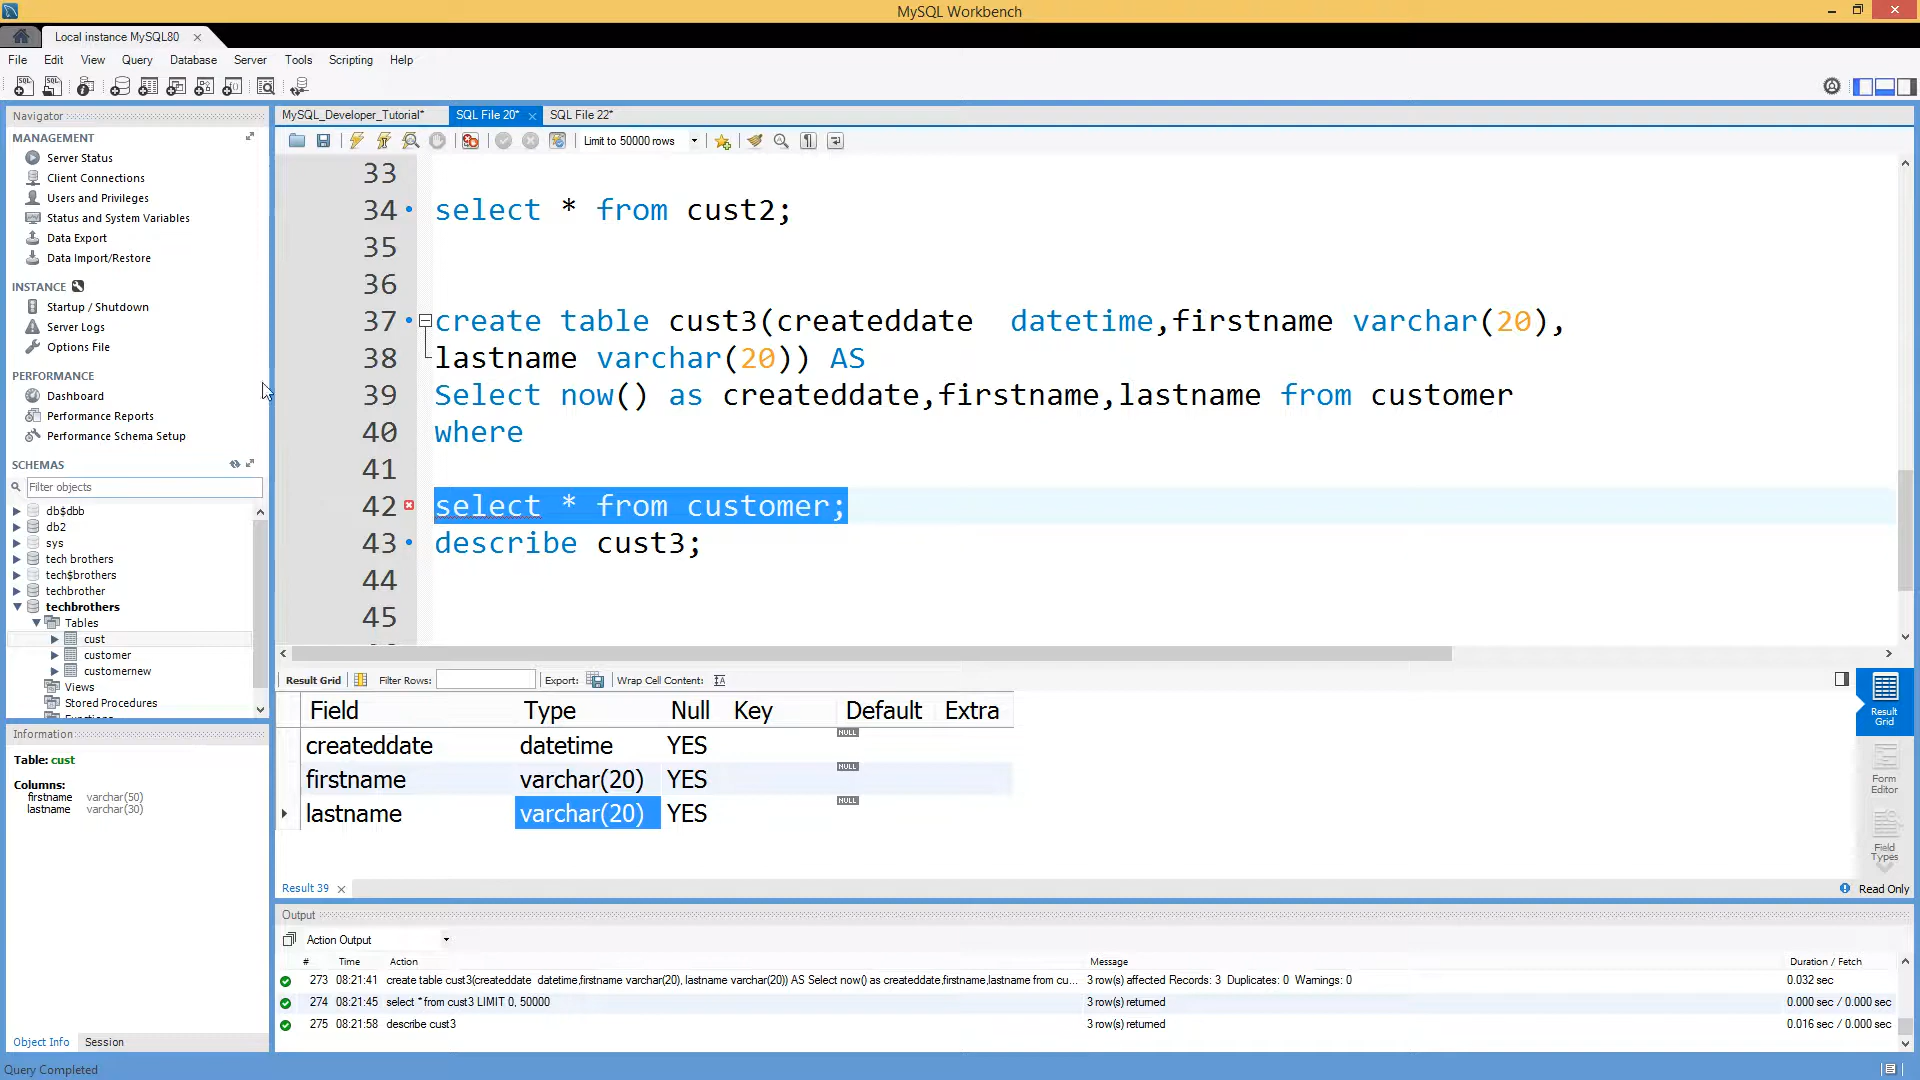 MySQL Workbench
Local instance MySQL80
File Edit View Query Database Server Tools Scripting Help
Navigator
MANAGEMENT
Server Status
Client Connections
Users and Privileges
Status and System Variables
Data Export
Data Import/Restore
INSTANCE
Startup / Shutdown
Server Logs
Options File
PERFORMANCE
Dashboard
Performance Reports
Performance Schema Setup
SCHEMAS
Filter objects
db$dbb
db2
sys
tech brothers
tech$brothers
techbrother
techbrothers
Tables
cust
customer
customernew
Views
Stored Procedures
Information
Table: cust
Columns:
firstname varchar(50)
lastname varchar(30)
Object Info Session
Query Completed
MySQL_Developer_Tutorial* SQL File 20* SQL File 22*
Limit to 50000 rows
33
34 select * from cust2;
35
36
37 create table cust3(createddate datetime,firstname varchar(20),
38 lastname varchar(20)) AS
39 Select now() as createddate,firstname,lastname from customer
40 where
41
42 select * from customer;
43 describe cust3;
44
45
Result Grid Filter Rows: Export: Wrap Cell Content:
Field Type Null Key Default Extra
createddate datetime YES NULL
firstname varchar(20) YES NULL
lastname varchar(20) YES NULL
Result Grid
Form Editor
Field Types
Result 39
Read Only
Output
Action Output
# Time Action Message Duration / Fetch
273 08:21:41 create table cust3(createddate datetime,firstname varchar(20), lastname varchar(20)) AS Select now() as createddate,firstname,lastname from cu... 3 row(s) affected Records: 3 Duplicates: 0 Warnings: 0 0.032 sec
274 08:21:45 select * from cust3 LIMIT 0, 50000 3 row(s) returned 0.000 sec / 0.000 sec
275 08:21:58 describe cust3 3 row(s) returned 0.016 sec / 0.000 sec